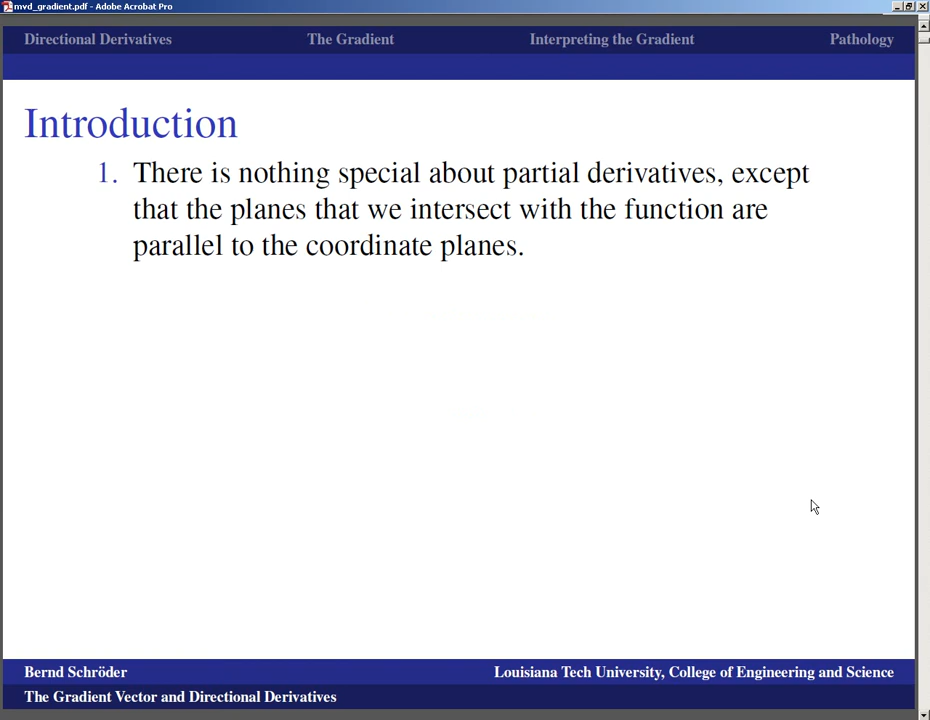 mvd_gradient.pdf - Adobe Acrobat Pro
Directional Derivatives The Gradient Interpreting the Gradient Pathology
Introduction
1. There is nothing special about partial derivatives, except
that the planes that we intersect with the function are
parallel to the coordinate planes.
Bernd Schröder Louisiana Tech University, College of Engineering and Science
The Gradient Vector and Directional Derivatives